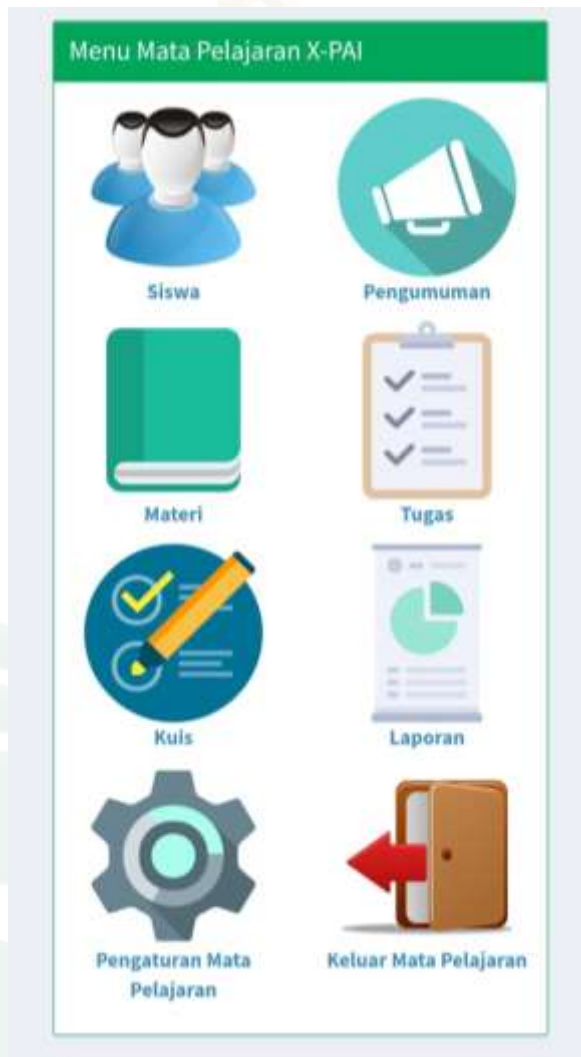 Menu Mata Pelajaran X-PAI
Siswa
Pengumuman
Materi
Tugas
Kuis
Laporan
Pengaturan Mata
Pelajaran
Keluar Mata Pelajaran